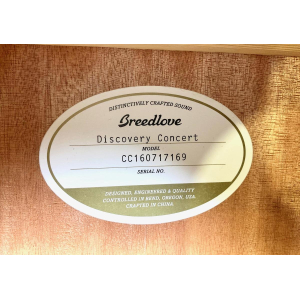 DISTINCTIVELY CRAFTED SOUND
Breedlove
Discovery Concert
MODEL
CC160717169
SERIAL NO.
DESIGNED, ENGINEERED & QUALITY
CONTROLLED IN BEND, OREGON, USA.
CRAFTED IN CHINA.